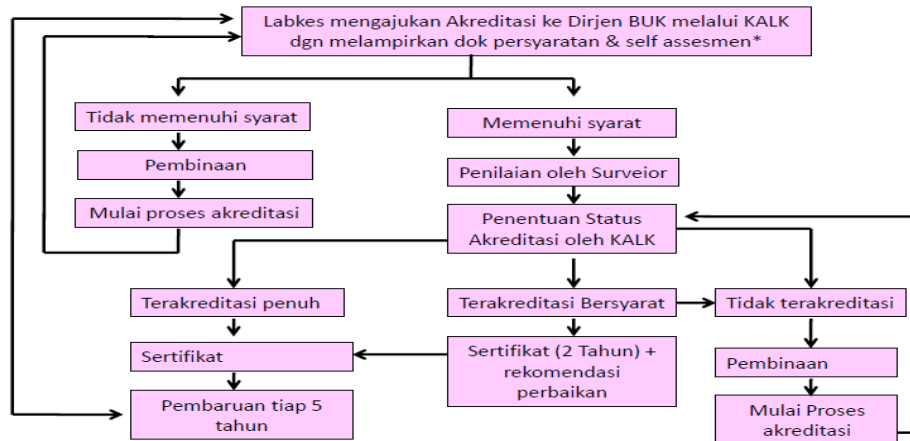 Labkes mengajukan Akreditasi ke Dirjen BUK melalui KALK
dgn melampirkan dok persyaratan & self assesmen*
Tidak memenuhi syarat
Memenuhi syarat
Pembinaan
Penilaian oleh Surveior
Mulai proses akreditasi
Penentuan Status
Akreditasi oleh KALK
Terakreditasi penuh
Terakreditasi Bersyarat
Tidak terakreditasi
Sertifikat
Sertifikat (2 Tahun) +
rekomendasi
perbaikan
Pembinaan
Pembaruan tiap 5
tahun
Mulai Proses
akreditasi